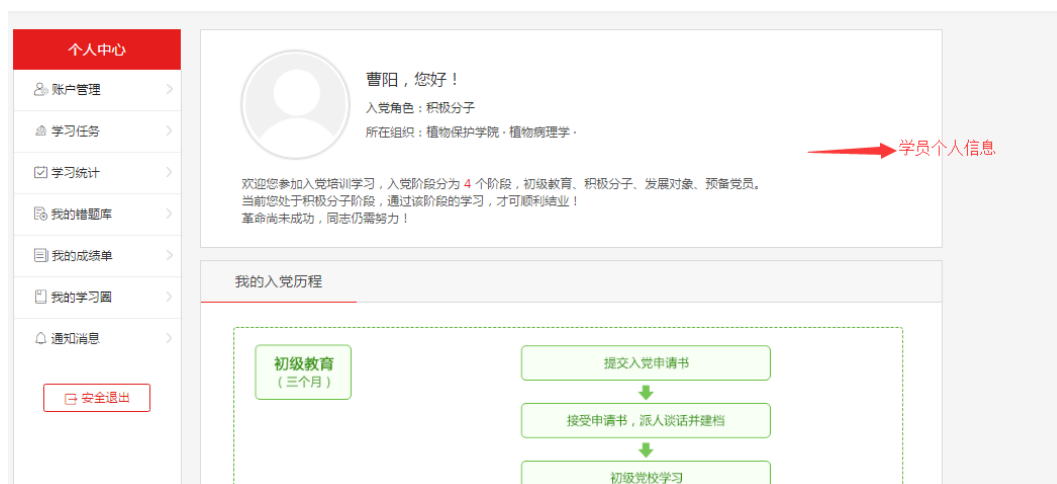 个人中心
账户管理
学习任务
学习统计
我的错题库
我的成绩单
我的学习圈
通知消息
安全退出
曹阳，您好！
入党角色：积极分子
所在组织：植物保护学院·植物病理学·
学员个人信息
欢迎您参加入党培训学习，入党阶段分为 4 个阶段，初级教育、积极分子、发展对象、预备党员。
当前您处于积极分子阶段，通过该阶段的学习，才可顺利结业！
革命尚未成功，同志仍需努力！
我的入党历程
初级教育
（三个月）
提交入党申请书
接受申请书，派人谈话并建档
初级党校学习